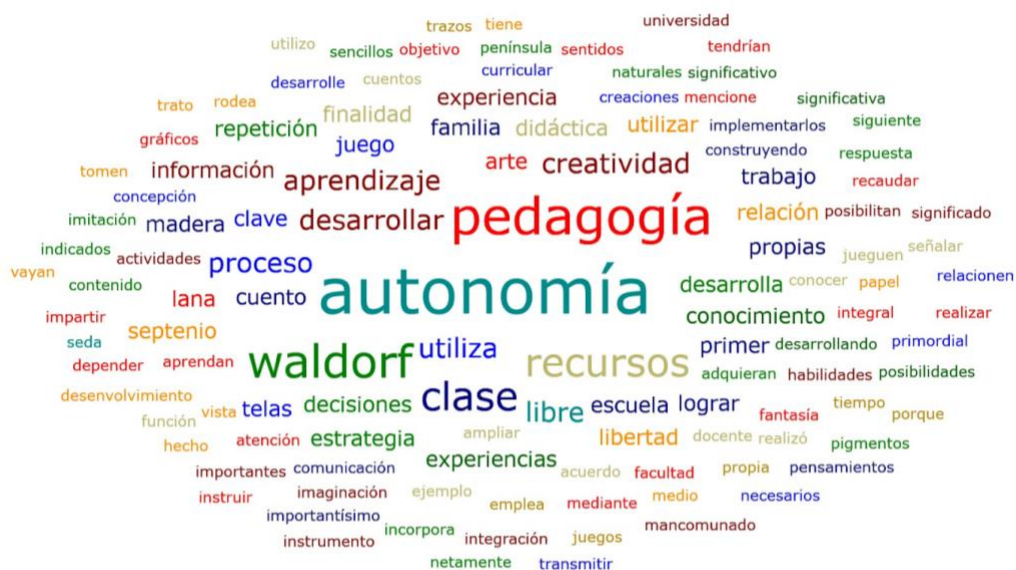 trazos tiene universidad
utilizo sencillos objetivo península sentidos tendrían
desarrolle cuentos curricular naturales significativo
trato rodea finalidad experiencia creaciones mencione significativa
gráficos repetición juego familia didáctica utilizar implementarlos siguiente
tomen información aprendizaje arte creatividad construyendo trabajo respuesta recaudar
concepción
imitación madera clave desarrollar pedagogía relación posibilitan significado
indicados actividades proceso propias jueguen señalar
vayan contenido lana cuento autonomía desarrolla conocer papel relacionen
impartir septenio conocimiento integral realizar
seda waldorf utiliza recursos primer desarrollando primordial
depender aprendan adquieran habilidades posibilidades
desenvolvimiento vista telas decisiones clase libre escuela lograr fantasía tiempo porque
función
hecho atención estrategia ampliar libertad docente realizó pigmentos
importantes comunicación experiencias acuerdo facultad propia pensamientos
instruir imaginación ejemplo emplea mediante medio necesarios
importantísimo incorpora integración juegos mancomunado
instrumento
netamente transmitir